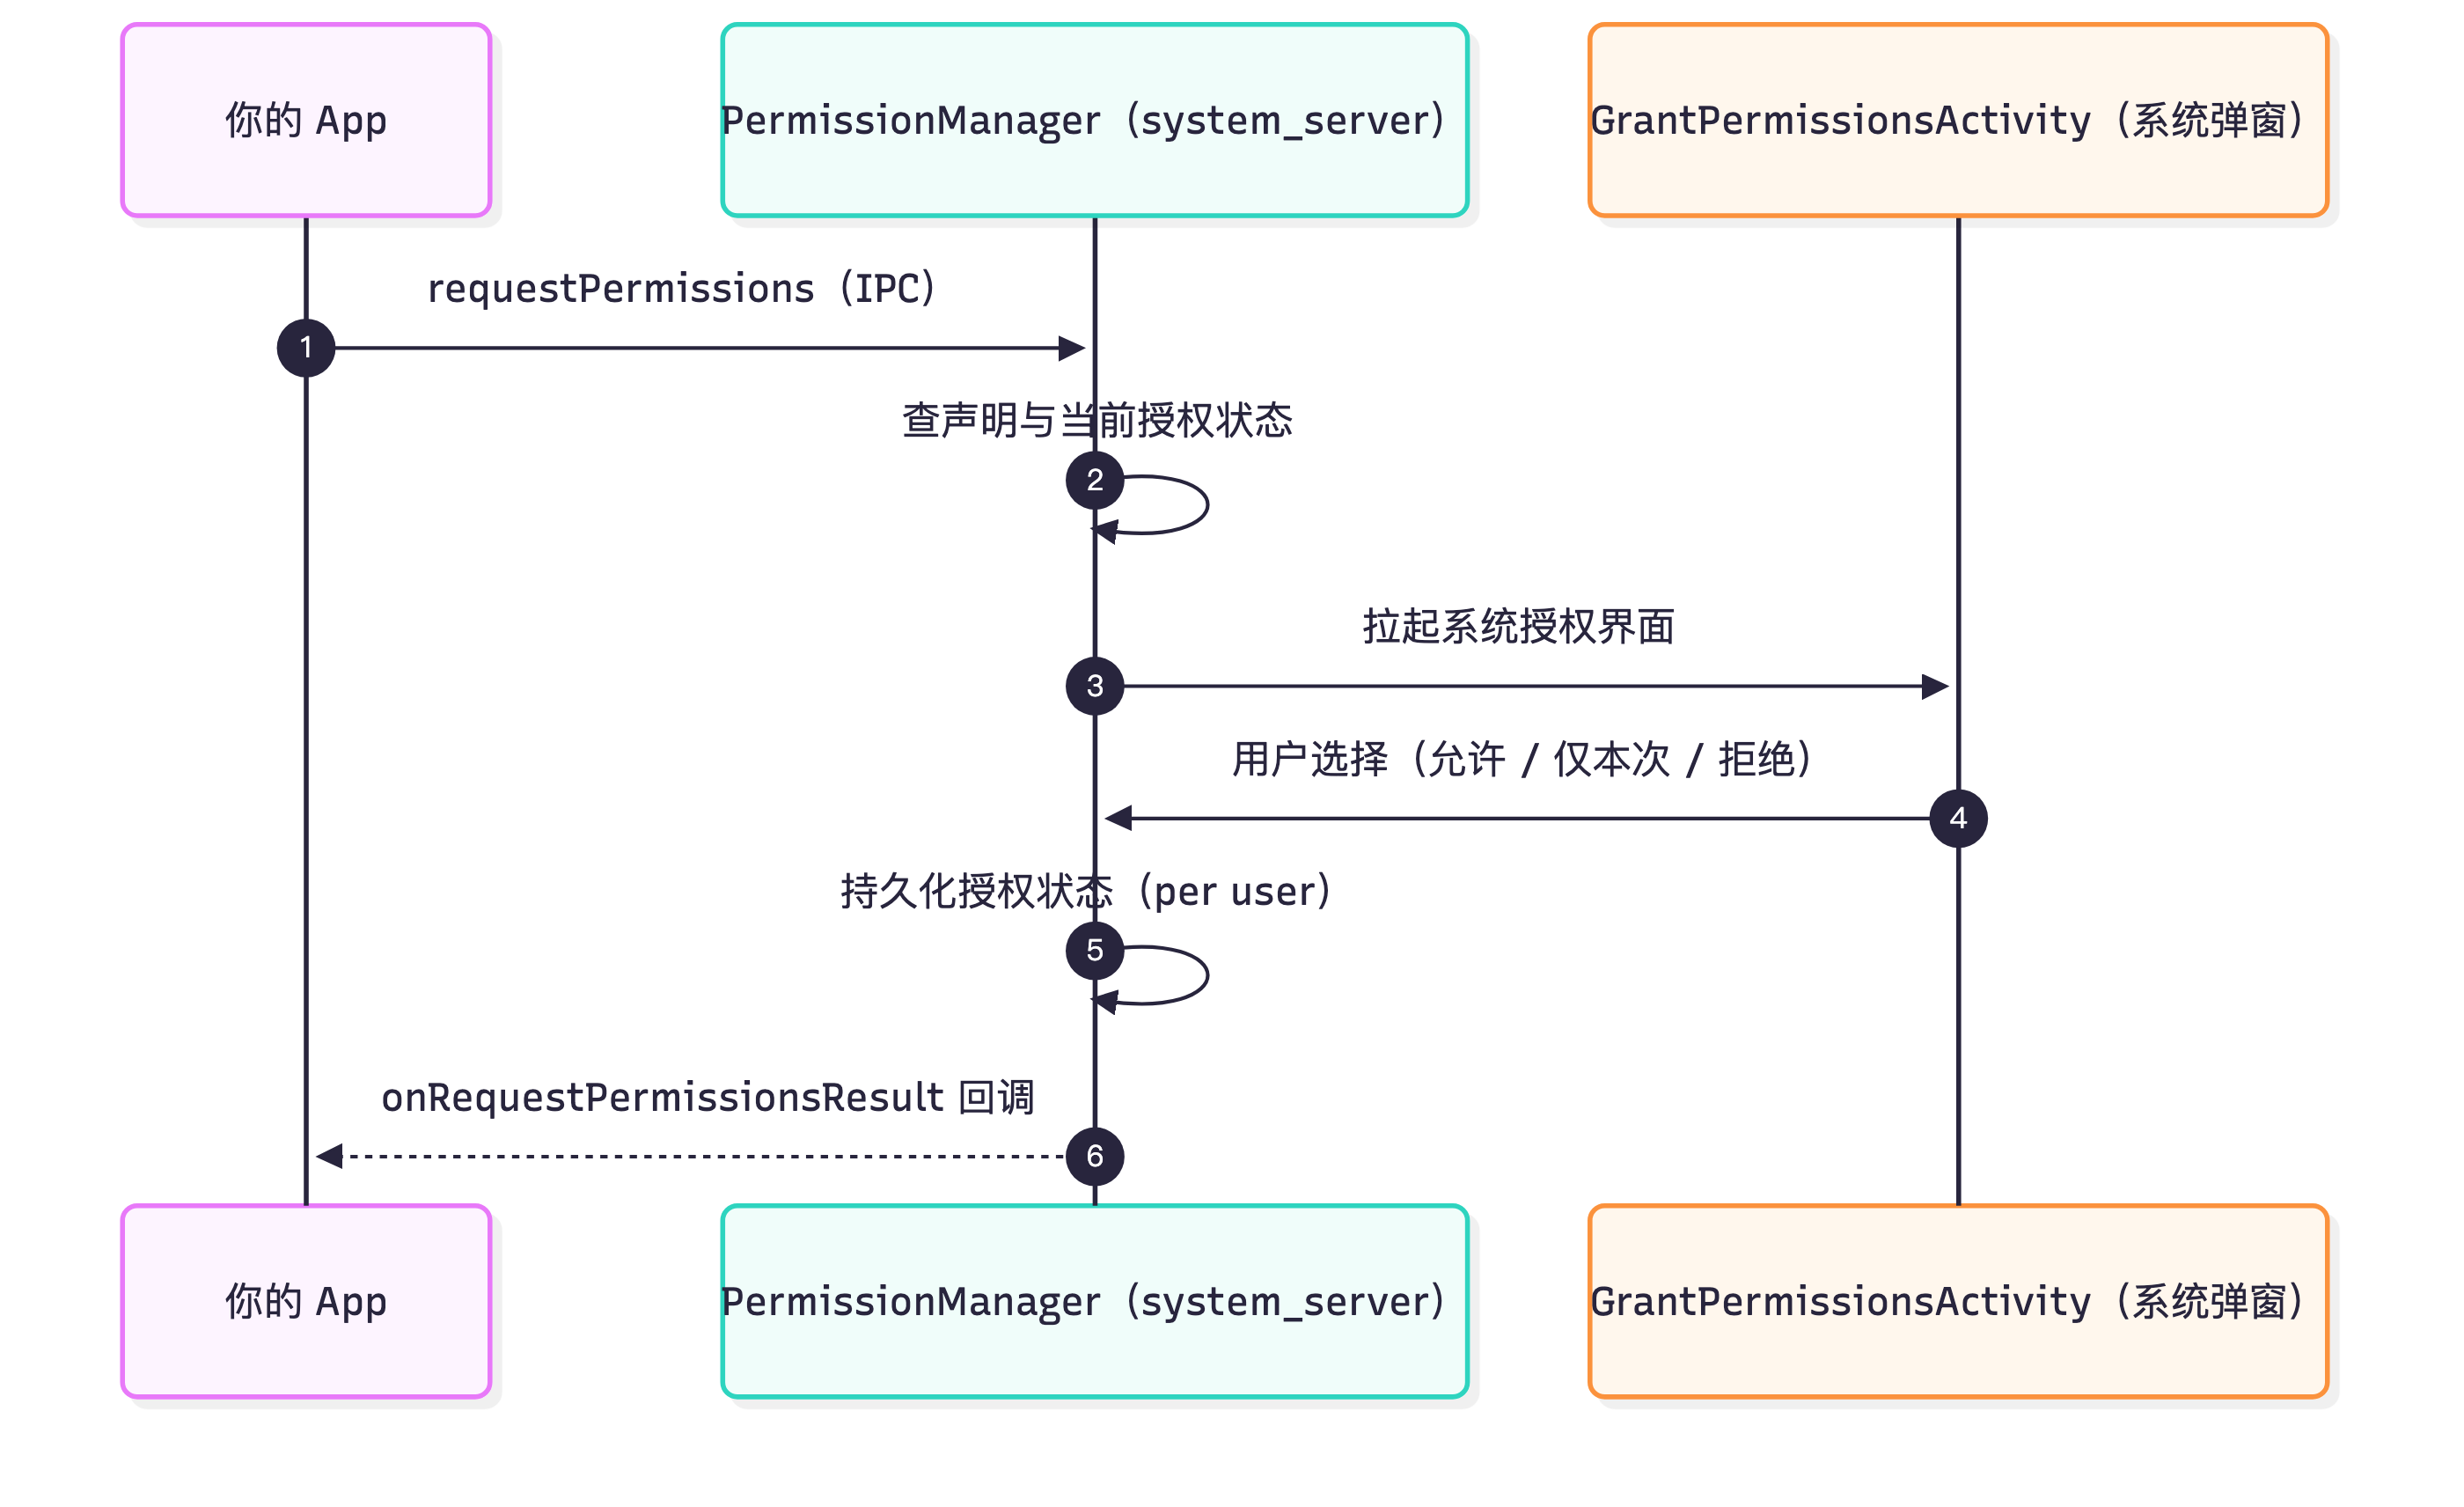 你的 App
PermissionManager（system_server）
GrantPermissionsActivity（系统弹窗）
requestPermissions（IPC）
1
查声明与当前授权状态
2
拉起系统授权界面
3
用户选择（允许 / 仅本次 / 拒绝）
4
持久化授权状态（per user）
5
onRequestPermissionsResult 回调
6
你的 App
PermissionManager（system_server）
GrantPermissionsActivity（系统弹窗）